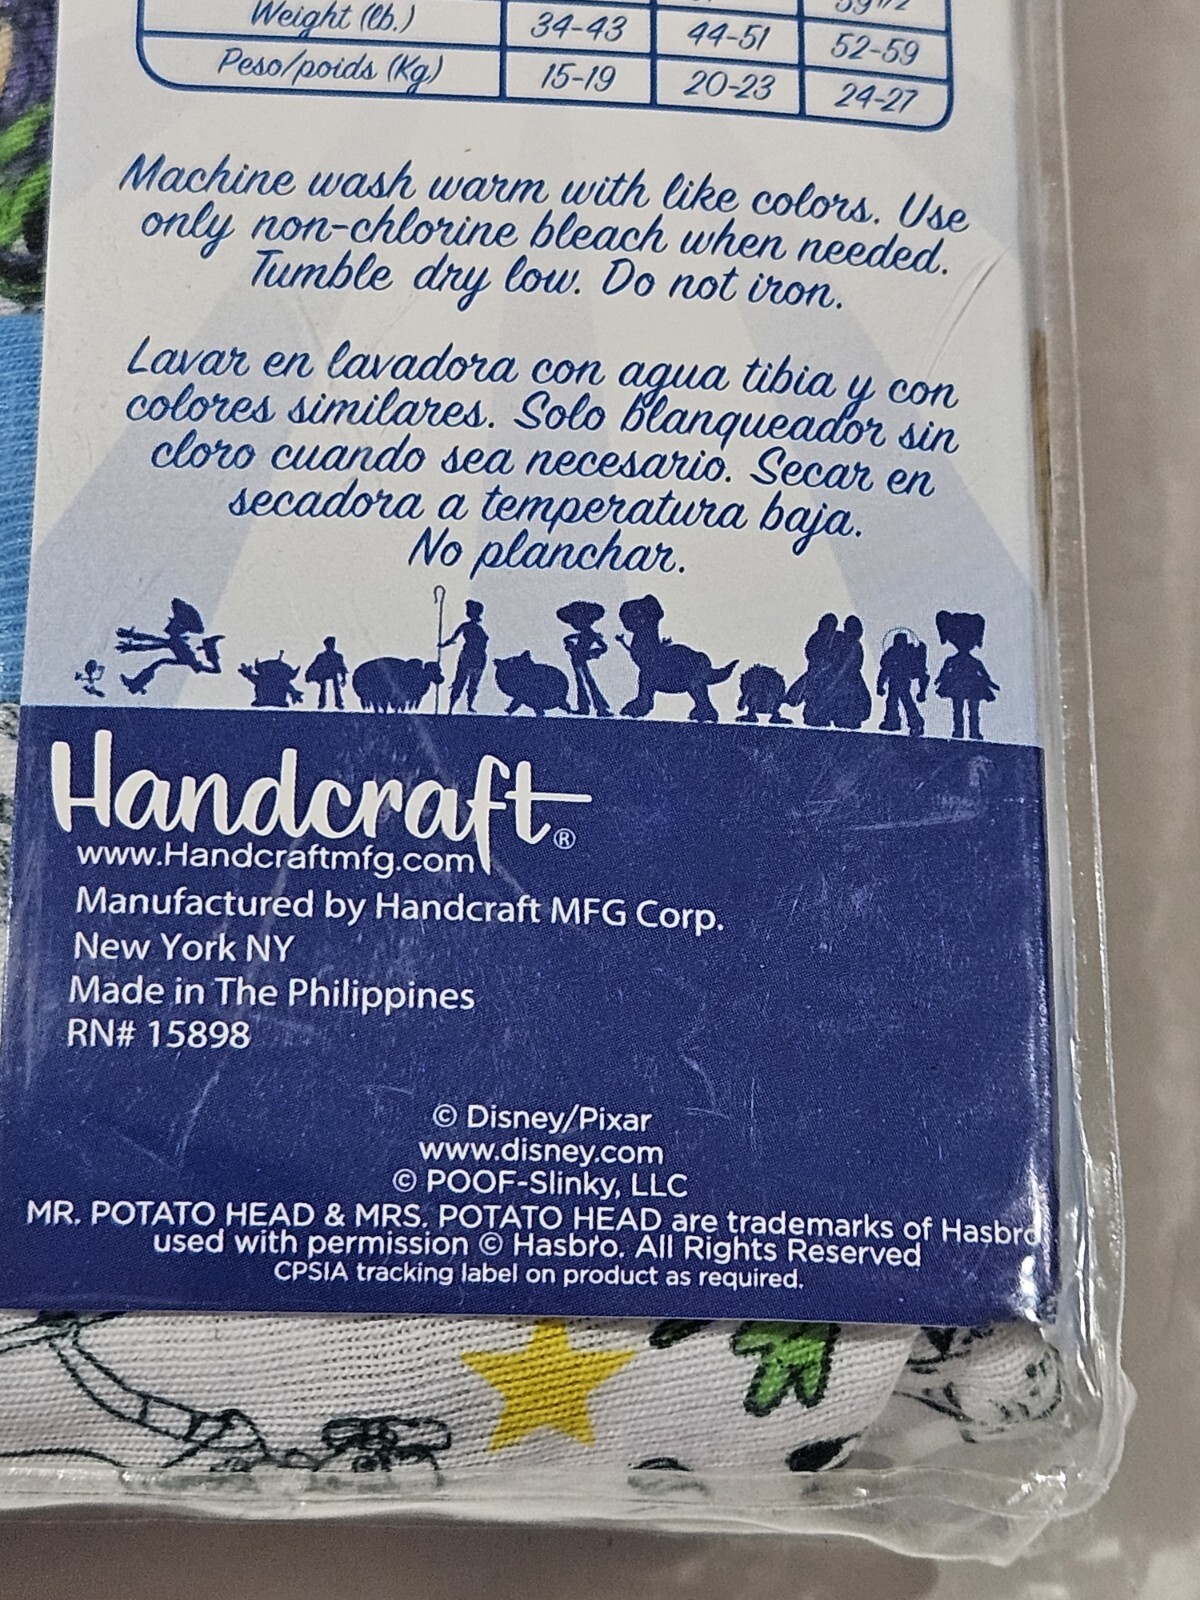 Weight (lb.) 34-43 44-51 52-59
Peso/poids (Kg) 15-19 20-23 24-27
Machine wash warm with like colors. Use
only non-chlorine bleach when needed.
Tumble dry low. Do not iron.
Lavar en lavadora con agua tibia y con
colores similares. Solo blanqueador sin
cloro cuando sea necesario. Secar en
secadora a temperatura baja.
No planchar.
Handcraft®
www.Handcraftmfg.com
Manufactured by Handcraft MFG Corp.
New York NY
Made in The Philippines
RN# 15898
© Disney/Pixar
www.disney.com
© POOF-Slinky, LLC
MR. POTATO HEAD & MRS. POTATO HEAD are trademarks of Hasbro
used with permission © Hasbro. All Rights Reserved
CPSIA tracking label on product as required.